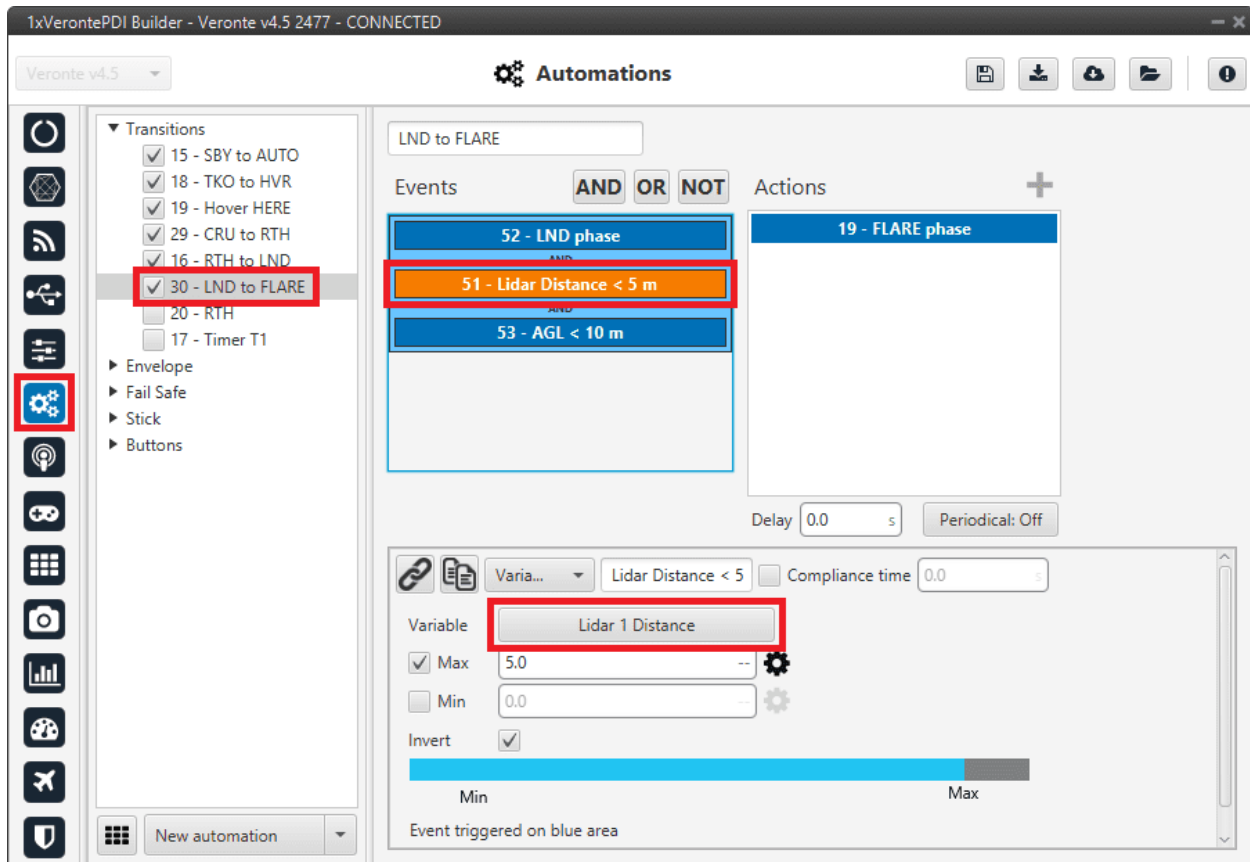 1xVerontePDI Builder - Veronte v4.5 2477 - CONNECTED
Veronte v4.5
Automations
Transitions
15 - SBY to AUTO
18 - TKO to HVR
19 - Hover HERE
29 - CRU to RTH
16 - RTH to LND
30 - LND to FLARE
20 - RTH
17 - Timer T1
Envelope
Fail Safe
Stick
Buttons
New automation
LND to FLARE
Events AND OR NOT
52 - LND phase
AND
51 - Lidar Distance < 5 m
AND
53 - AGL < 10 m
Actions
19 - FLARE phase
Delay 0.0 s Periodical: Off
Varia... Lidar Distance < 5 Compliance time 0.0 s
Variable Lidar 1 Distance
Max 5.0 --
Min 0.0 --
Invert
Min Max
Event triggered on blue area